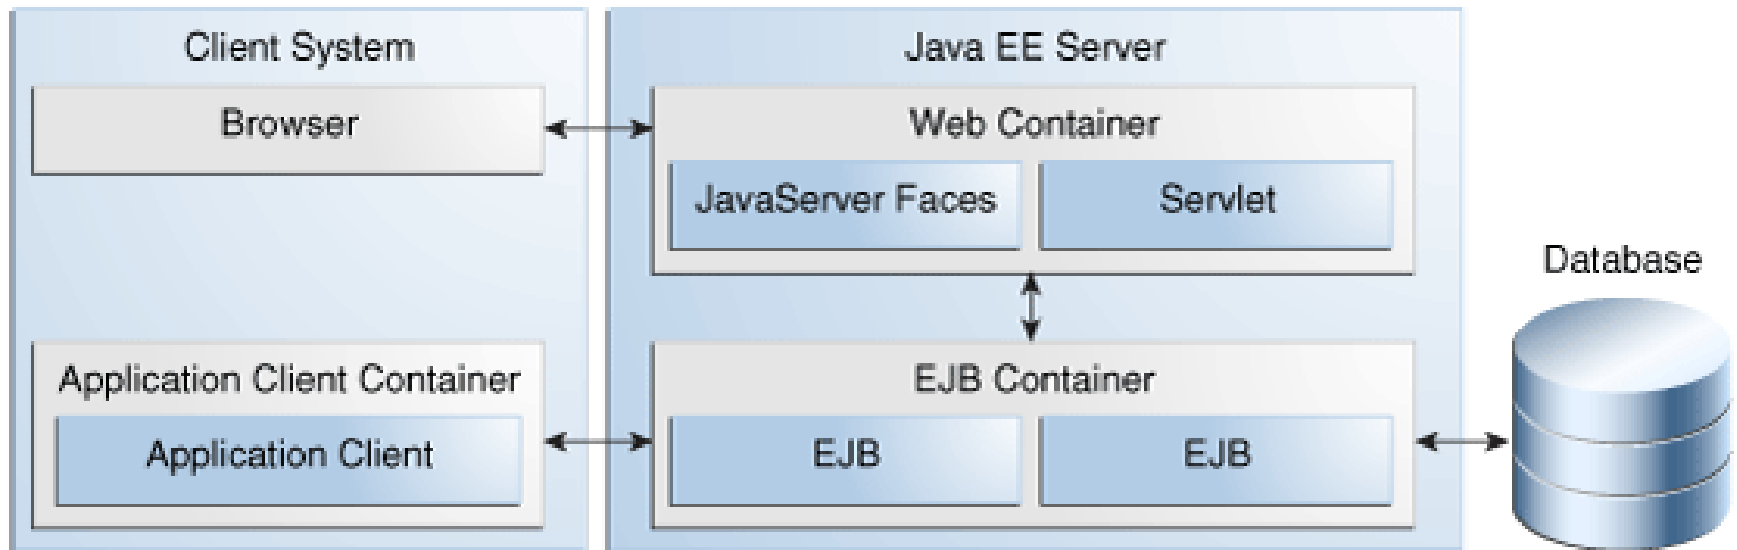 Client System
Browser
Application Client Container
Application Client
Java EE Server
Web Container
JavaServer Faces
Servlet
EJB Container
EJB
EJB
Database